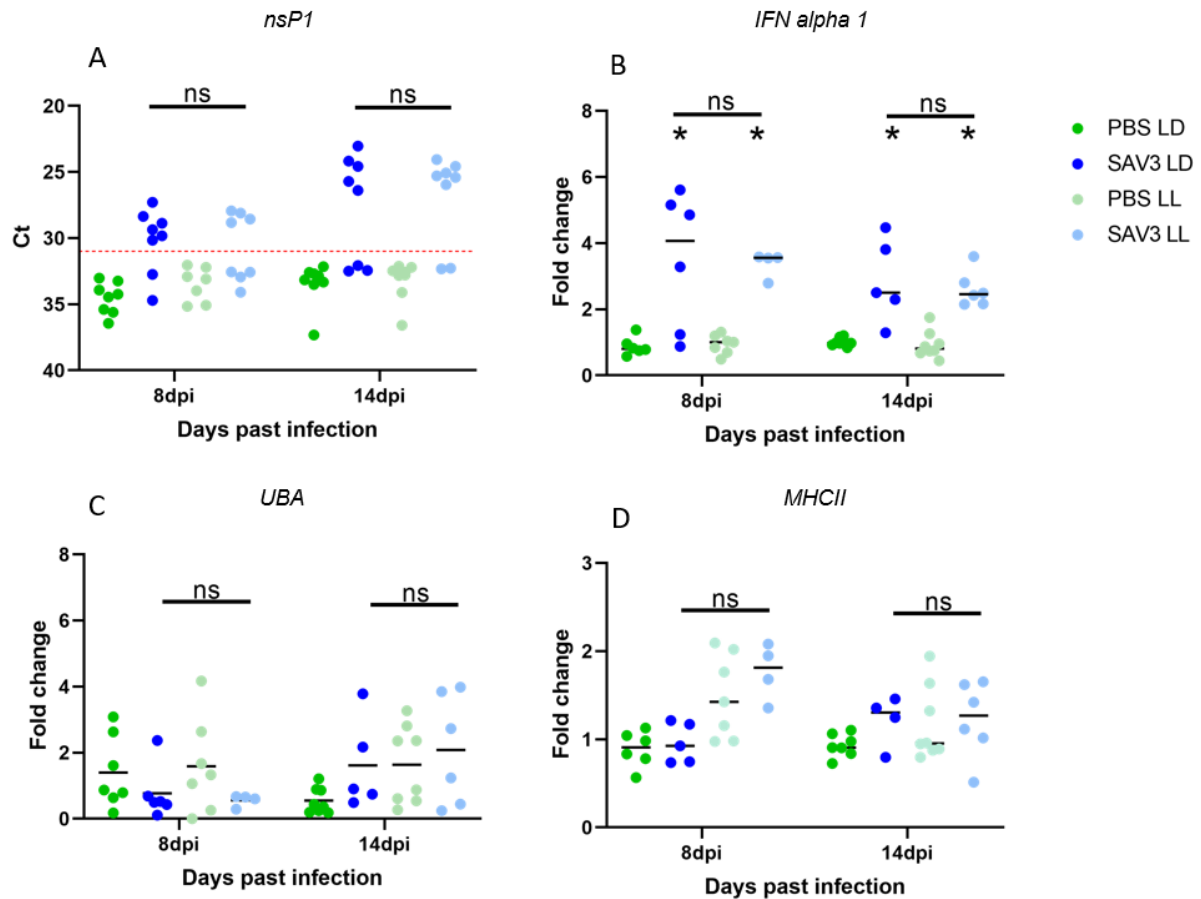 nsP1
A
ns
ns
20
25
30
35
40
Ct
8dpi
14dpi
Days past infection
IFN alpha 1
B
ns
ns
* * * *
8
6
4
2
0
Fold change
8dpi
14dpi
Days past infection
PBS LD
SAV3 LD
PBS LL
SAV3 LL
UBA
C
ns
ns
8
6
4
2
0
Fold change
8dpi
14dpi
Days past infection
MHCII
D
ns
ns
3
2
1
0
Fold change
8dpi
14dpi
Days past infection